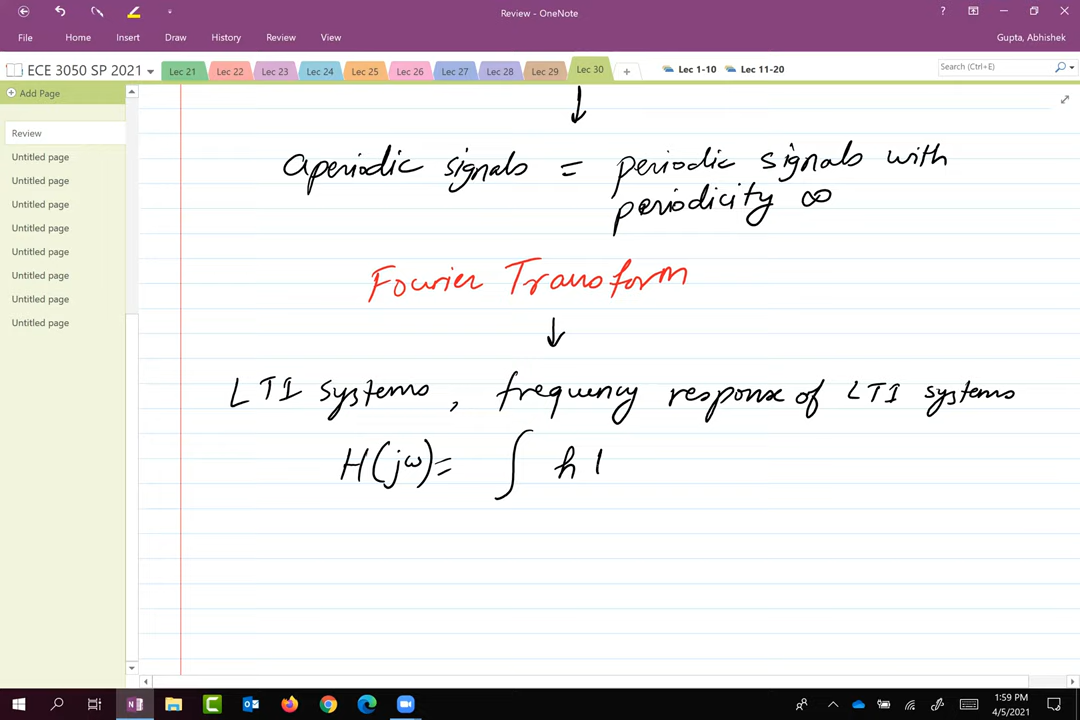 Review - OneNote
?
File Home Insert Draw History Review View
Gupta, Abhishek
ECE 3050 SP 2021
Lec 21 Lec 22 Lec 23 Lec 24 Lec 25 Lec 26 Lec 27 Lec 28 Lec 29 Lec 30 + Lec 1-10 Lec 11-20
Search (Ctrl+E)
Add Page
Review
Untitled page
Untitled page
Untitled page
Untitled page
Untitled page
Untitled page
Untitled page
Untitled page
↓
aperiodic signals = periodic signals with
periodicity ∞
Fourier Transform
↓
LTI systems, frequency response of LTI systems
H(jω) = ∫ h (
1:59 PM
4/5/2021